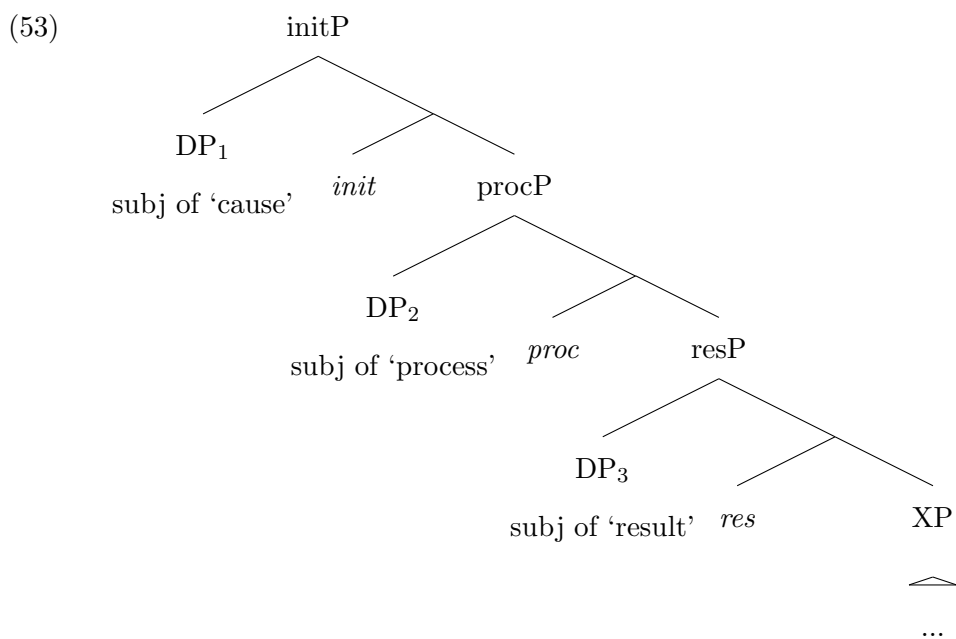 (53)
initP
DP₁
subj of ‘cause’
init
procP
DP₂
subj of ‘process’
proc
resP
DP₃
subj of ‘result’
res
XP
...